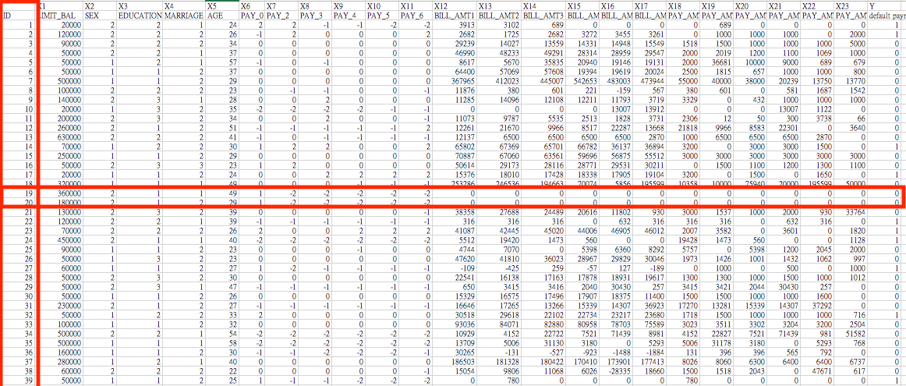 X1 X2 X3 X4 X5 X6 X7 X8 X9 X10 X11 X12 X13 X14 X15 X16 X17 X18 X19 X20 X21 X22 X23 Y
ID LIMIT_BAL SEX EDUCATION MARRIAGE AGE PAY_0 PAY_2 PAY_3 PAY_4 PAY_5 PAY_6 BILL_AMT1 BILL_AMT2 BILL_AMT3 BILL_AM BILL_AM BILL_AM PAY_AM PAY_AM PAY_AM PAY_AM PAY_AM PAY_AM default paym
1 20000 2 2 1 24 2 2 -1 -1 -2 -2 3913 3102 689 0 0 0 0 689 0 0 0 0 1
2 120000 2 2 2 26 -1 2 0 0 0 2 2682 1725 2682 3272 3455 3261 0 1000 1000 1000 0 2000 1
3 90000 2 2 2 34 0 0 0 0 0 0 29239 14027 13559 14331 14948 15549 1518 1500 1000 1000 1000 5000 0
4 50000 2 2 1 37 0 0 0 0 0 0 46990 48233 49291 28314 28959 29547 2000 2019 1200 1100 1069 1000 0
5 50000 1 2 1 57 -1 0 -1 0 0 0 8617 5670 35835 20940 19146 19131 2000 36681 10000 9000 689 679 0
6 50000 1 1 2 37 0 0 0 0 0 0 64400 57069 57608 19394 19619 20024 2500 1815 657 1000 1000 800 0
7 500000 1 1 2 29 0 0 0 0 0 0 367965 412023 445007 542653 483003 473944 55000 40000 38000 20239 13750 13770 0
8 100000 2 2 2 23 0 -1 -1 0 0 -1 11876 380 601 221 -159 567 380 601 0 581 1687 1542 0
9 140000 2 3 1 28 0 0 2 0 0 0 11285 14096 12108 12211 11793 3719 3329 0 432 1000 1000 1000 0
10 20000 1 3 2 35 -2 -2 -2 -2 -1 -1 0 0 0 0 13007 13912 0 0 0 13007 1122 0 0
11 200000 2 3 2 34 0 0 2 0 0 -1 11073 9787 5535 2513 1828 3731 2306 12 50 300 3738 66 0
12 260000 2 1 2 51 -1 -1 -1 -1 -1 2 12261 21670 9966 8517 22287 13668 21818 9966 8583 22301 0 3640 0
13 630000 2 2 2 41 -1 0 -1 -1 -1 -1 12137 6500 6500 6500 6500 2870 1000 6500 6500 6500 2870 0 0
14 70000 1 2 2 30 1 2 2 0 0 2 65802 67369 65701 66782 36137 36894 3200 0 3000 3000 1500 0 1
15 250000 1 1 2 29 0 0 0 0 0 0 70887 67060 63561 59696 56875 55512 3000 3000 3000 3000 3000 3000 0
16 50000 2 3 3 23 1 2 0 0 0 0 50614 29173 28116 28771 29531 30211 0 1500 1100 1200 1300 1100 0
17 20000 1 1 2 24 0 0 2 2 2 2 15376 18010 17428 18338 17905 19104 3200 0 1500 0 1650 0 1
18 320000 1 1 1 49 0 0 0 -1 -1 -1 253286 246536 194663 70074 5856 195599 10358 10000 75940 20000 195599 50000 0
19 360000 2 1 1 49 1 -2 -2 -2 -2 -2 0 0 0 0 0 0 0 0 0 0 0 0 0
20 180000 2 1 2 29 1 -2 -2 -2 -2 -2 0 0 0 0 0 0 0 0 0 0 0 0 0
21 130000 2 3 2 39 0 0 0 0 0 -1 38358 27688 24489 20616 11802 930 3000 1537 1000 2000 930 33764 0
22 120000 2 2 1 39 -1 -1 -1 -1 -1 -1 316 316 316 0 632 316 316 316 0 632 316 0 1
23 70000 2 2 2 26 2 0 0 2 2 2 41087 42445 45020 44006 46905 46012 2007 3582 0 3601 0 1820 1
24 450000 2 1 1 40 -2 -2 -2 -2 -2 -2 5512 19420 1473 560 0 0 19428 1473 560 0 0 1128 1
25 90000 1 1 2 23 0 0 0 -1 0 0 4744 7070 0 5398 6360 8292 5757 0 5398 1200 2045 2000 0
26 50000 1 3 2 23 0 0 0 0 0 0 47620 41810 36023 28967 29829 30046 1973 1426 1001 1432 1062 997 0
27 60000 1 1 2 27 1 -2 -1 -1 -1 -1 -109 -425 259 -57 127 -189 0 1000 0 500 0 1000 1
28 50000 2 3 2 30 0 0 0 0 0 0 22541 16138 17163 17878 18931 19617 1300 1300 1000 1500 1000 1012 0
29 50000 2 3 1 47 -1 -1 -1 -1 -1 -1 650 3415 3416 2040 30430 257 3415 3421 2044 30430 257 0 0
30 50000 1 1 2 26 0 0 0 0 0 0 15329 16575 17496 17907 18375 11400 1500 1500 1000 1000 1600 0 0
31 230000 2 1 2 27 -1 -1 -1 -1 -1 -1 16646 17265 13266 15339 14307 36923 17270 13281 15339 14307 37292 0 0
32 50000 1 2 2 33 2 0 0 0 0 0 30518 29618 22102 22734 23217 23680 1718 1500 1000 1000 1000 716 1
33 100000 1 1 2 32 0 0 0 0 0 0 93036 84071 82880 80958 78703 75589 3023 3511 3302 3204 3200 2504 0
34 500000 2 2 1 54 -2 -2 -2 -2 -2 -2 10929 4152 22722 7521 71439 8981 4152 22827 7521 71439 981 51582 0
35 500000 1 1 1 58 -2 -2 -2 -2 -2 -2 13709 5006 31130 3180 0 5293 5006 31178 3180 0 5293 768 0
36 160000 1 1 2 30 -1 -1 -2 -2 -2 -1 30265 -131 -527 -923 -1488 -1884 131 396 396 565 792 0 0
37 280000 1 2 1 40 0 0 0 0 0 0 186503 181328 180422 170410 173901 177413 8026 8060 6300 6400 6400 6737 0
38 60000 2 2 2 22 0 0 0 0 0 -1 15054 9806 11068 6026 -28335 18660 1500 1518 2043 0 47671 617 0
39 50000 1 1 2 25 1 -1 -1 -2 -2 -2 0 780 0 0 0 0 780 0 0 0 0 0 1